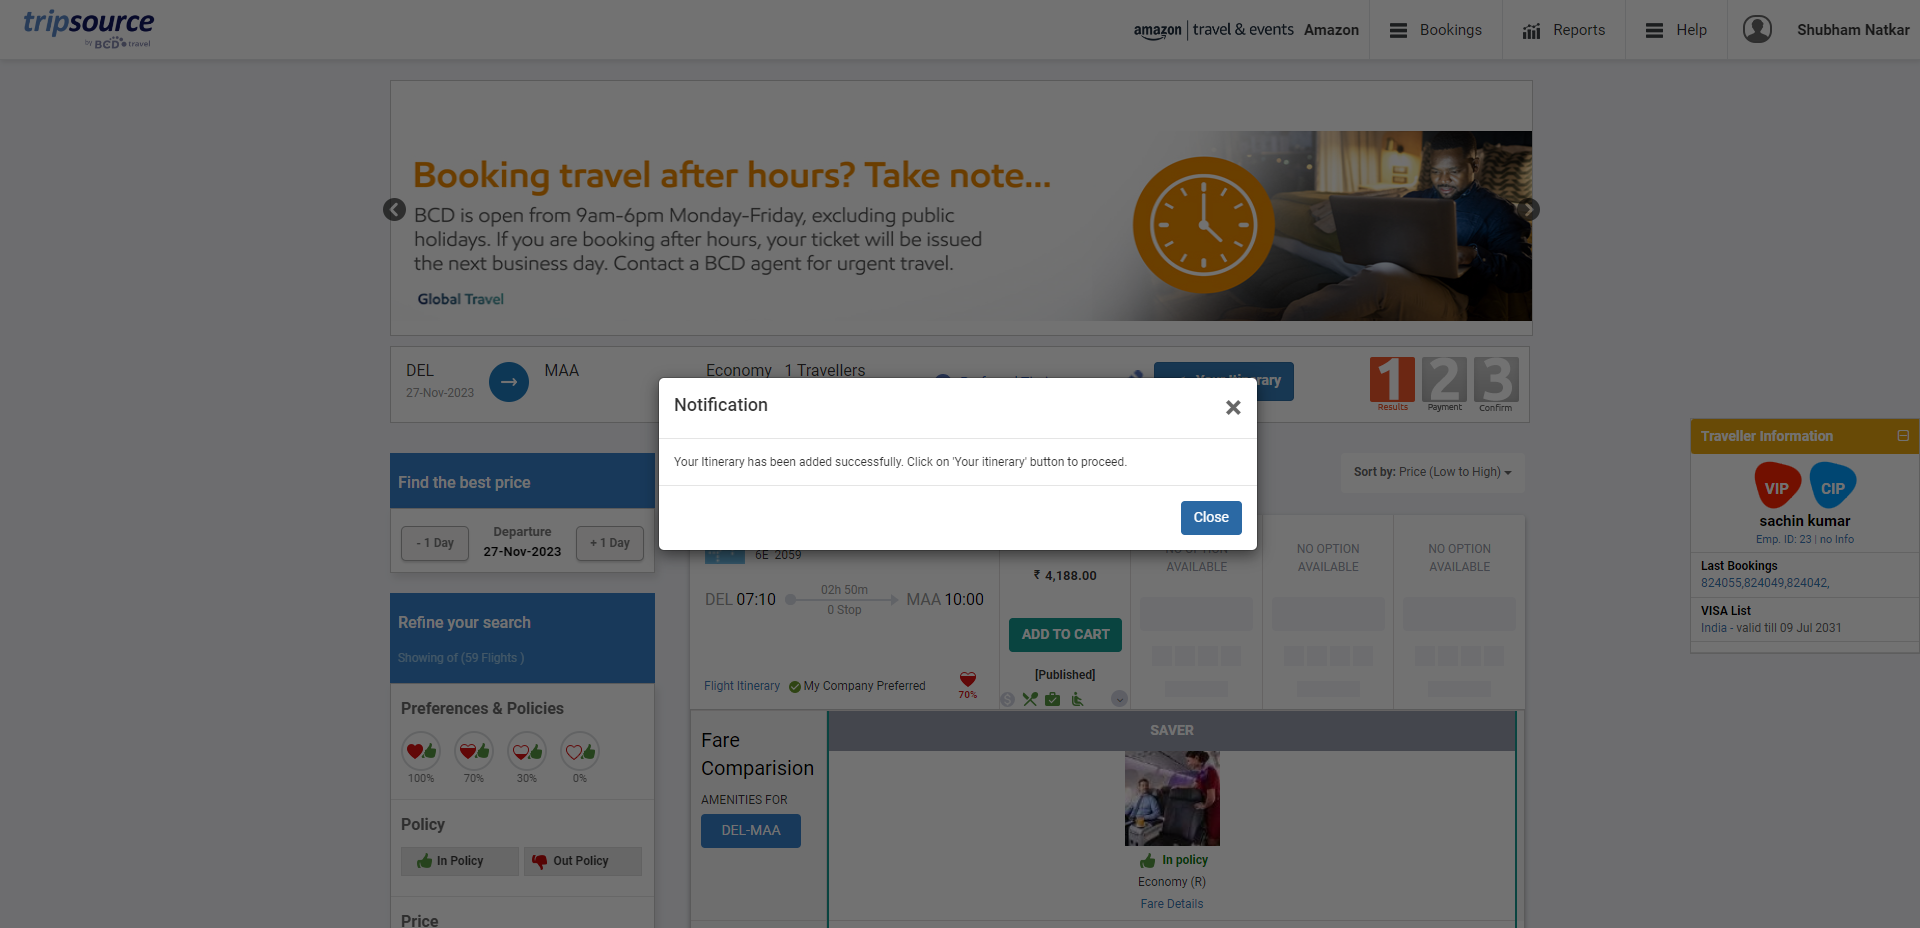 tripsource
by BCD travel
amazon travel & events Amazon
Bookings
Reports
Help
Shubham Natkar
Booking travel after hours? Take note...
BCD is open from 9am-6pm Monday-Friday, excluding public
holidays. If you are booking after hours, your ticket will be issued
the next business day. Contact a BCD agent for urgent travel.
Global Travel
DEL
27-Nov-2023
MAA
Economy 1 Travellers
1 2 3
Results Payment Confirm
Notification
Your Itinerary has been added successfully. Click on 'Your itinerary' button to proceed.
Close
Find the best price
- 1 Day
Departure
27-Nov-2023
+ 1 Day
Refine your search
Showing of (59 Flights )
Preferences & Policies
100% 70% 30% 0%
Policy
In Policy
Out Policy
Price
Sort by: Price (Low to High)
6E 2059
DEL 07:10
02h 50m
0 Stop
MAA 10:00
Flight Itinerary
My Company Preferred
70%
₹ 4,188.00
ADD TO CART
[Published]
NO OPTION
AVAILABLE
NO OPTION
AVAILABLE
NO OPTION
AVAILABLE
Fare
Comparision
AMENITIES FOR
DEL-MAA
SAVER
In policy
Economy (R)
Fare Details
Traveller Information
VIP CIP
sachin kumar
Emp. ID: 23 | no Info
Last Bookings
824055,824049,824042,
VISA List
India - valid till 09 Jul 2031